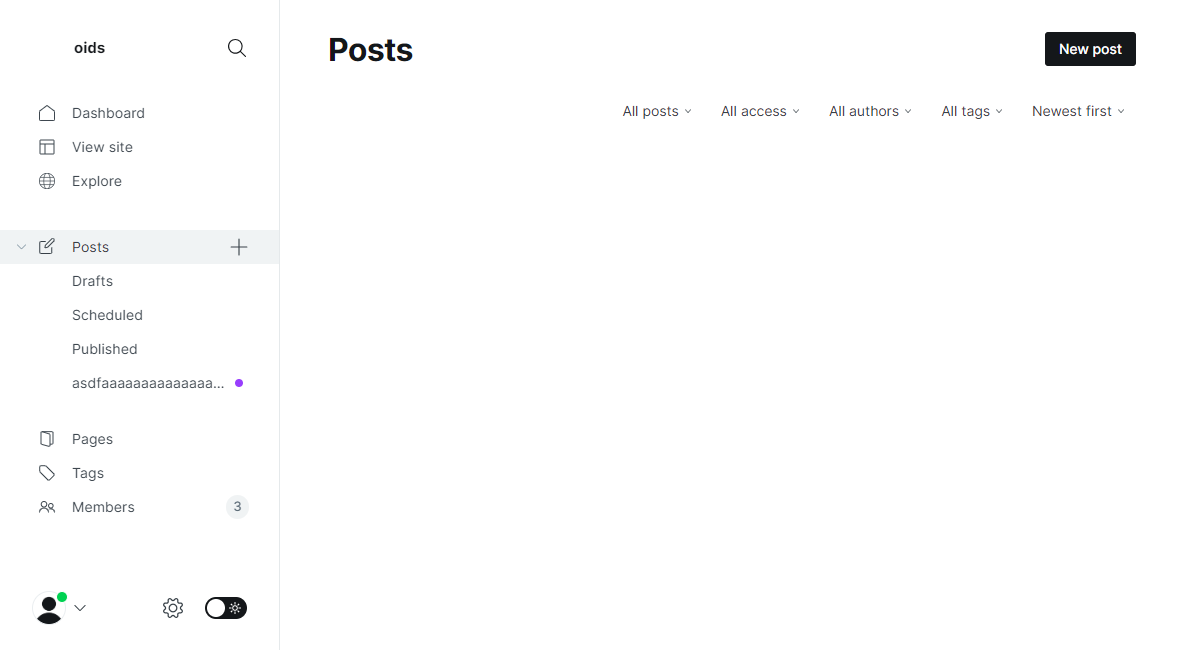 oids
Posts
New post
Dashboard
View site
Explore
All posts
All access
All authors
All tags
Newest first
Posts
Drafts
Scheduled
Published
asdfaaaaaaaaaaaaaa...
Pages
Tags
Members
3